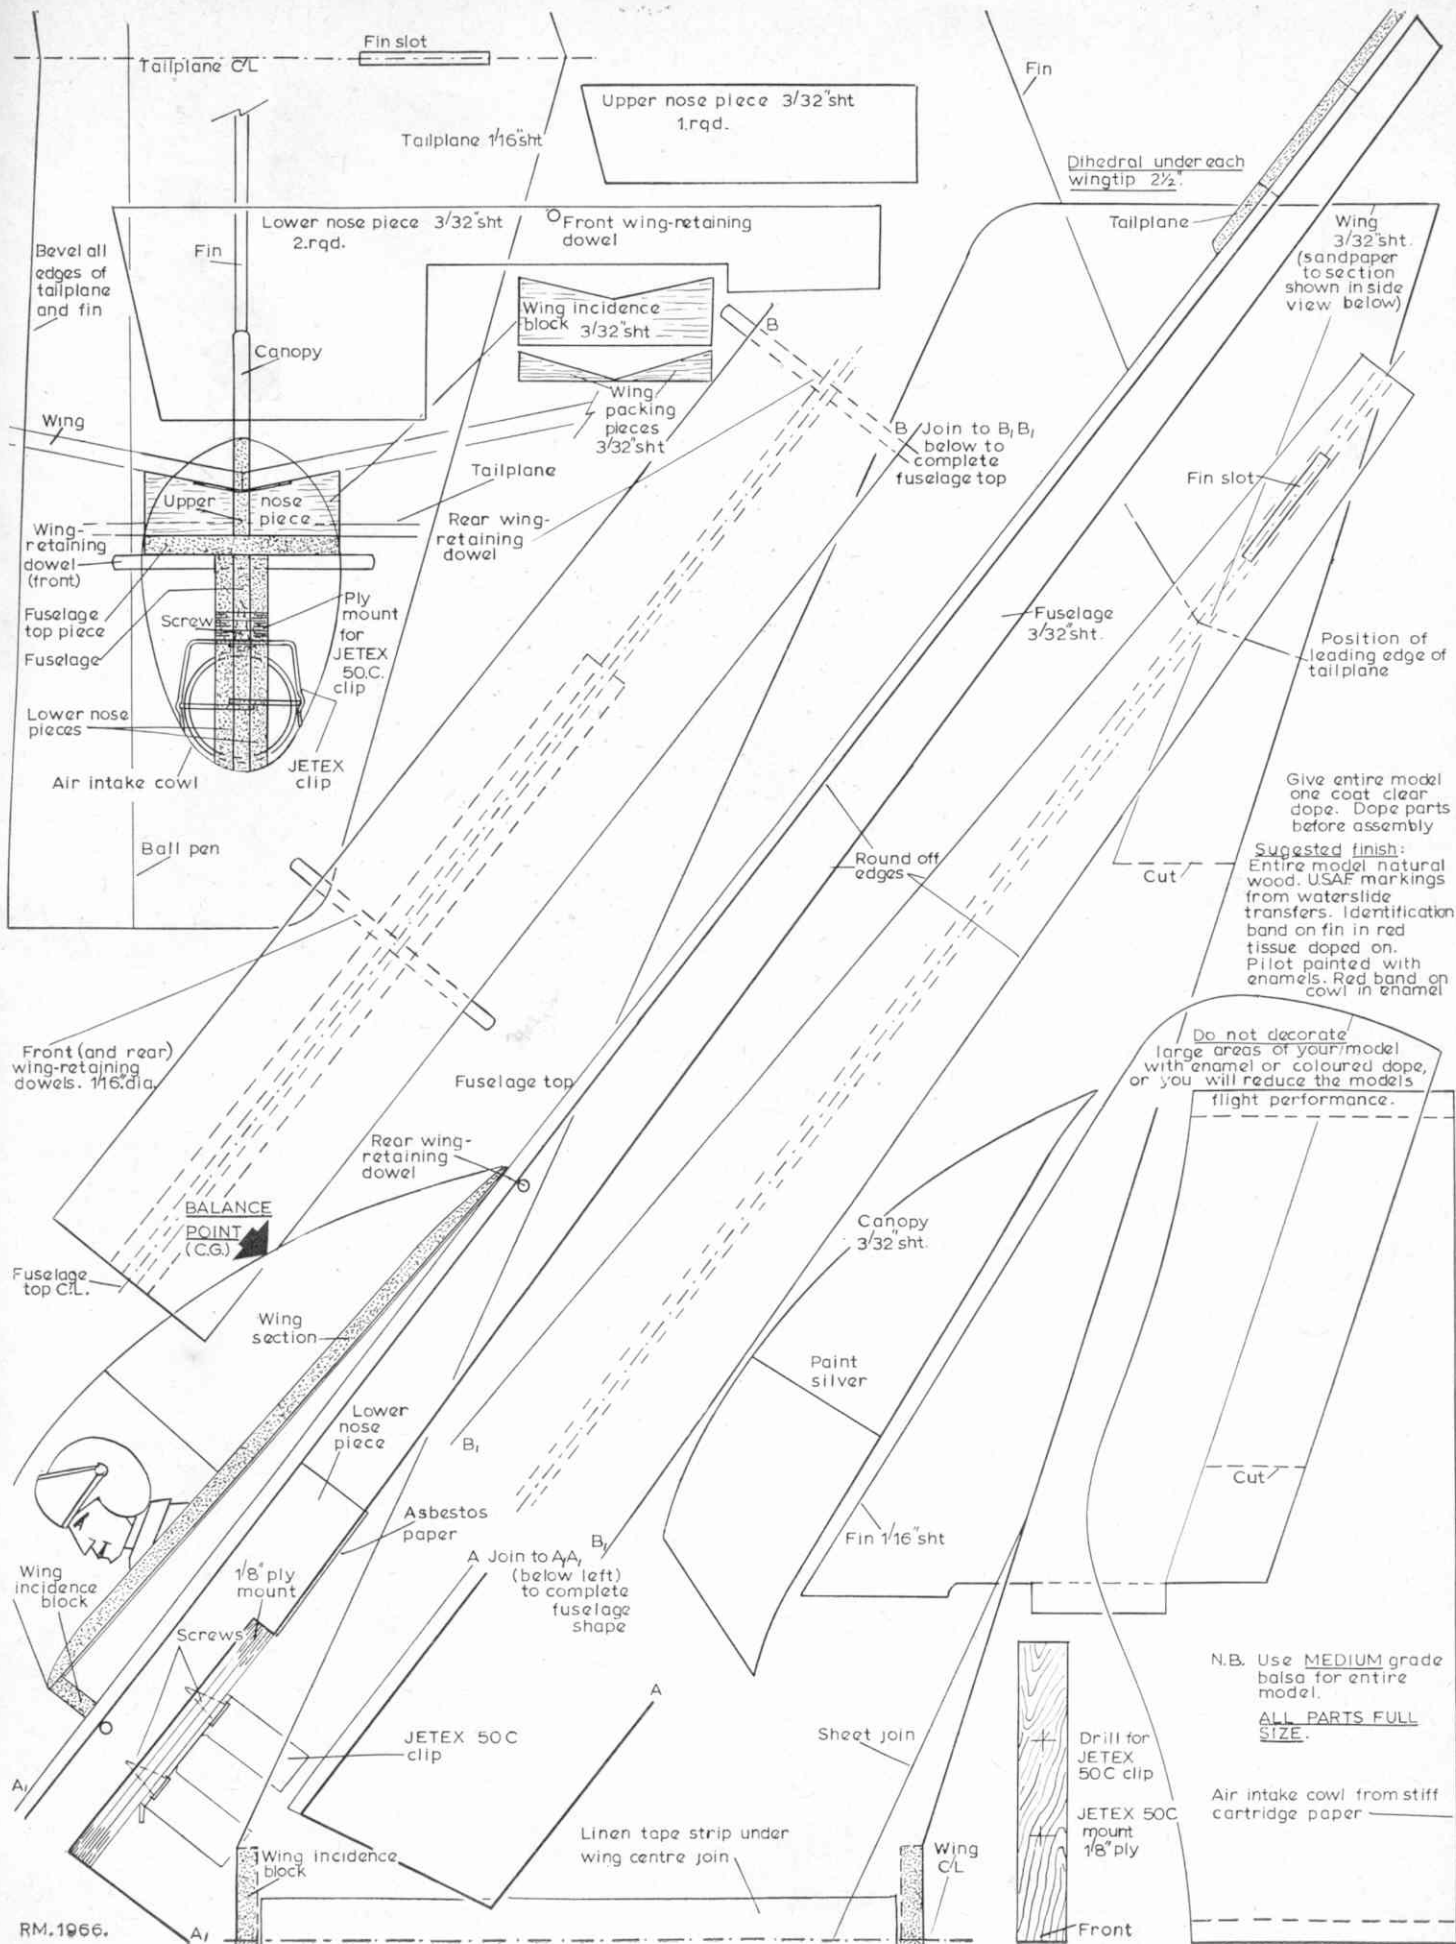 Fin slot
Tailplane C/L
Tailplane 1/16"sht
Upper nose piece 3/32"sht
1.rqd.
Fin
Dihedral under each
wingtip 2½".
Tailplane
Wing
3/32"sht.
(sandpaper
to section
shown in side
view below)
Lower nose piece 3/32"sht
2.rqd.
Front wing-retaining
dowel
Bevel all
edges of
tailplane
and fin
Fin
Canopy
Wing incidence
block 3/32"sht
Wing
packing
pieces
3/32"sht
B
B Join to B₁B₁
below to
complete
fuselage top
Wing
Tailplane
Upper nose
piece
Rear wing-
retaining
dowel
Wing-
retaining
dowel
(front)
Fuselage
top piece
Fuselage
Screw
Ply
mount
for
JETEX
50.C.
clip
Lower nose
pieces
Air intake cowl
JETEX
clip
Ball pen
Fin slot
Fuselage
3/32"sht.
Position of
leading edge of
tailplane
Give entire model
one coat clear
dope. Dope parts
before assembly
Sugested finish:
Entire model natural
wood. USAF markings
from waterslide
transfers. Identification
band on fin in red
tissue doped on.
Pilot painted with
enamels. Red band on
cowl in enamel
Round off
edges
Cut
Front (and rear)
wing-retaining
dowels. 1/16"dia.
Fuselage top
Do not decorate
large areas of your model
with enamel or coloured dope,
or you will reduce the models
flight performance.
Rear wing-
retaining
dowel
BALANCE
POINT
(C.G.)
Fuselage
top C.L.
Canopy
3/32"sht.
Wing
section
Paint
silver
Lower
nose
piece
B₁
Cut
Asbestos
paper
Fin 1/16"sht
B₁
A Join to A₁A₁
(below left)
to complete
fuselage
shape
Wing
incidence
block
1/8" ply
mount
Screws
A
JETEX 50C
clip
Sheet join
Drill for
JETEX
50C clip
JETEX 50C
mount
1/8" ply
N.B. Use MEDIUM grade
balsa for entire
model.
ALL PARTS FULL
SIZE.
Air intake cowl from stiff
cartridge paper
A₁
Wing incidence
block
Linen tape strip under
wing centre join
Wing
C/L
Front
RM.1966.
A₁